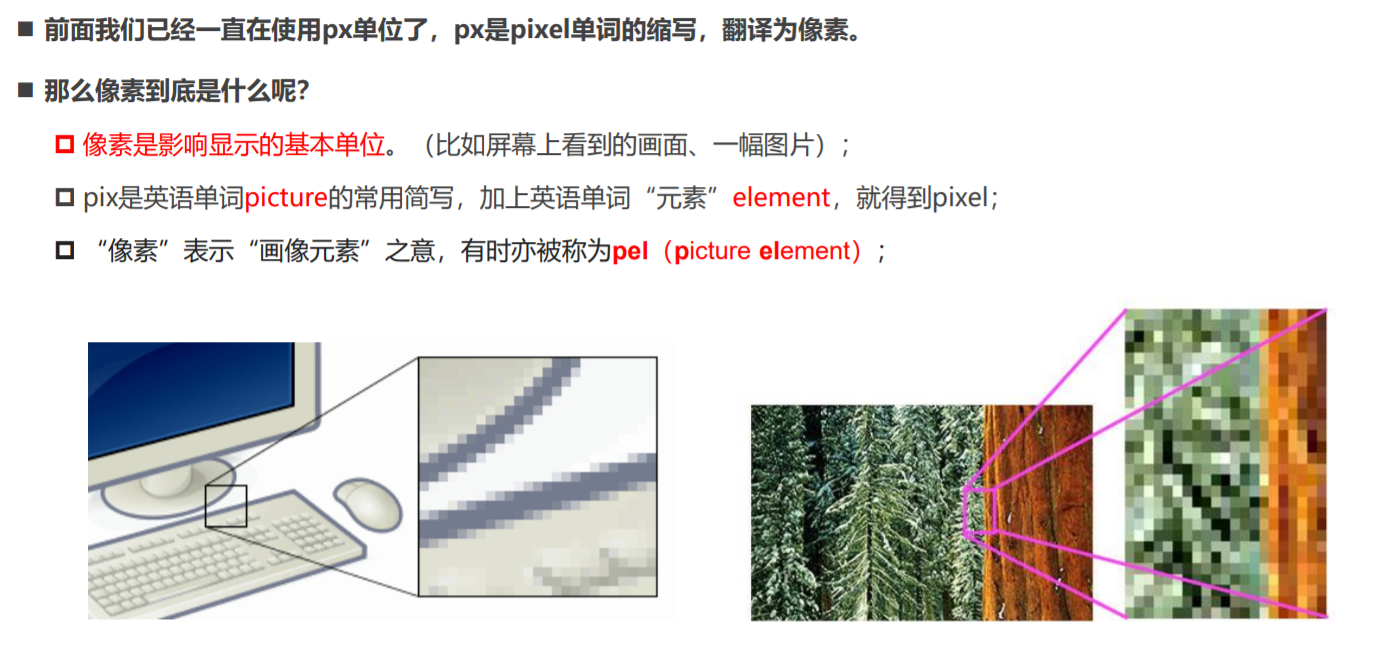 前面我们已经一直在使用px单位了，px是pixel单词的缩写，翻译为像素。
那么像素到底是什么呢？
像素是影响显示的基本单位。（比如屏幕上看到的画面、一幅图片）；
pix是英语单词picture的常用简写，加上英语单词“元素”element，就得到pixel；
“像素”表示“画像元素”之意，有时亦被称为pel（picture element）；